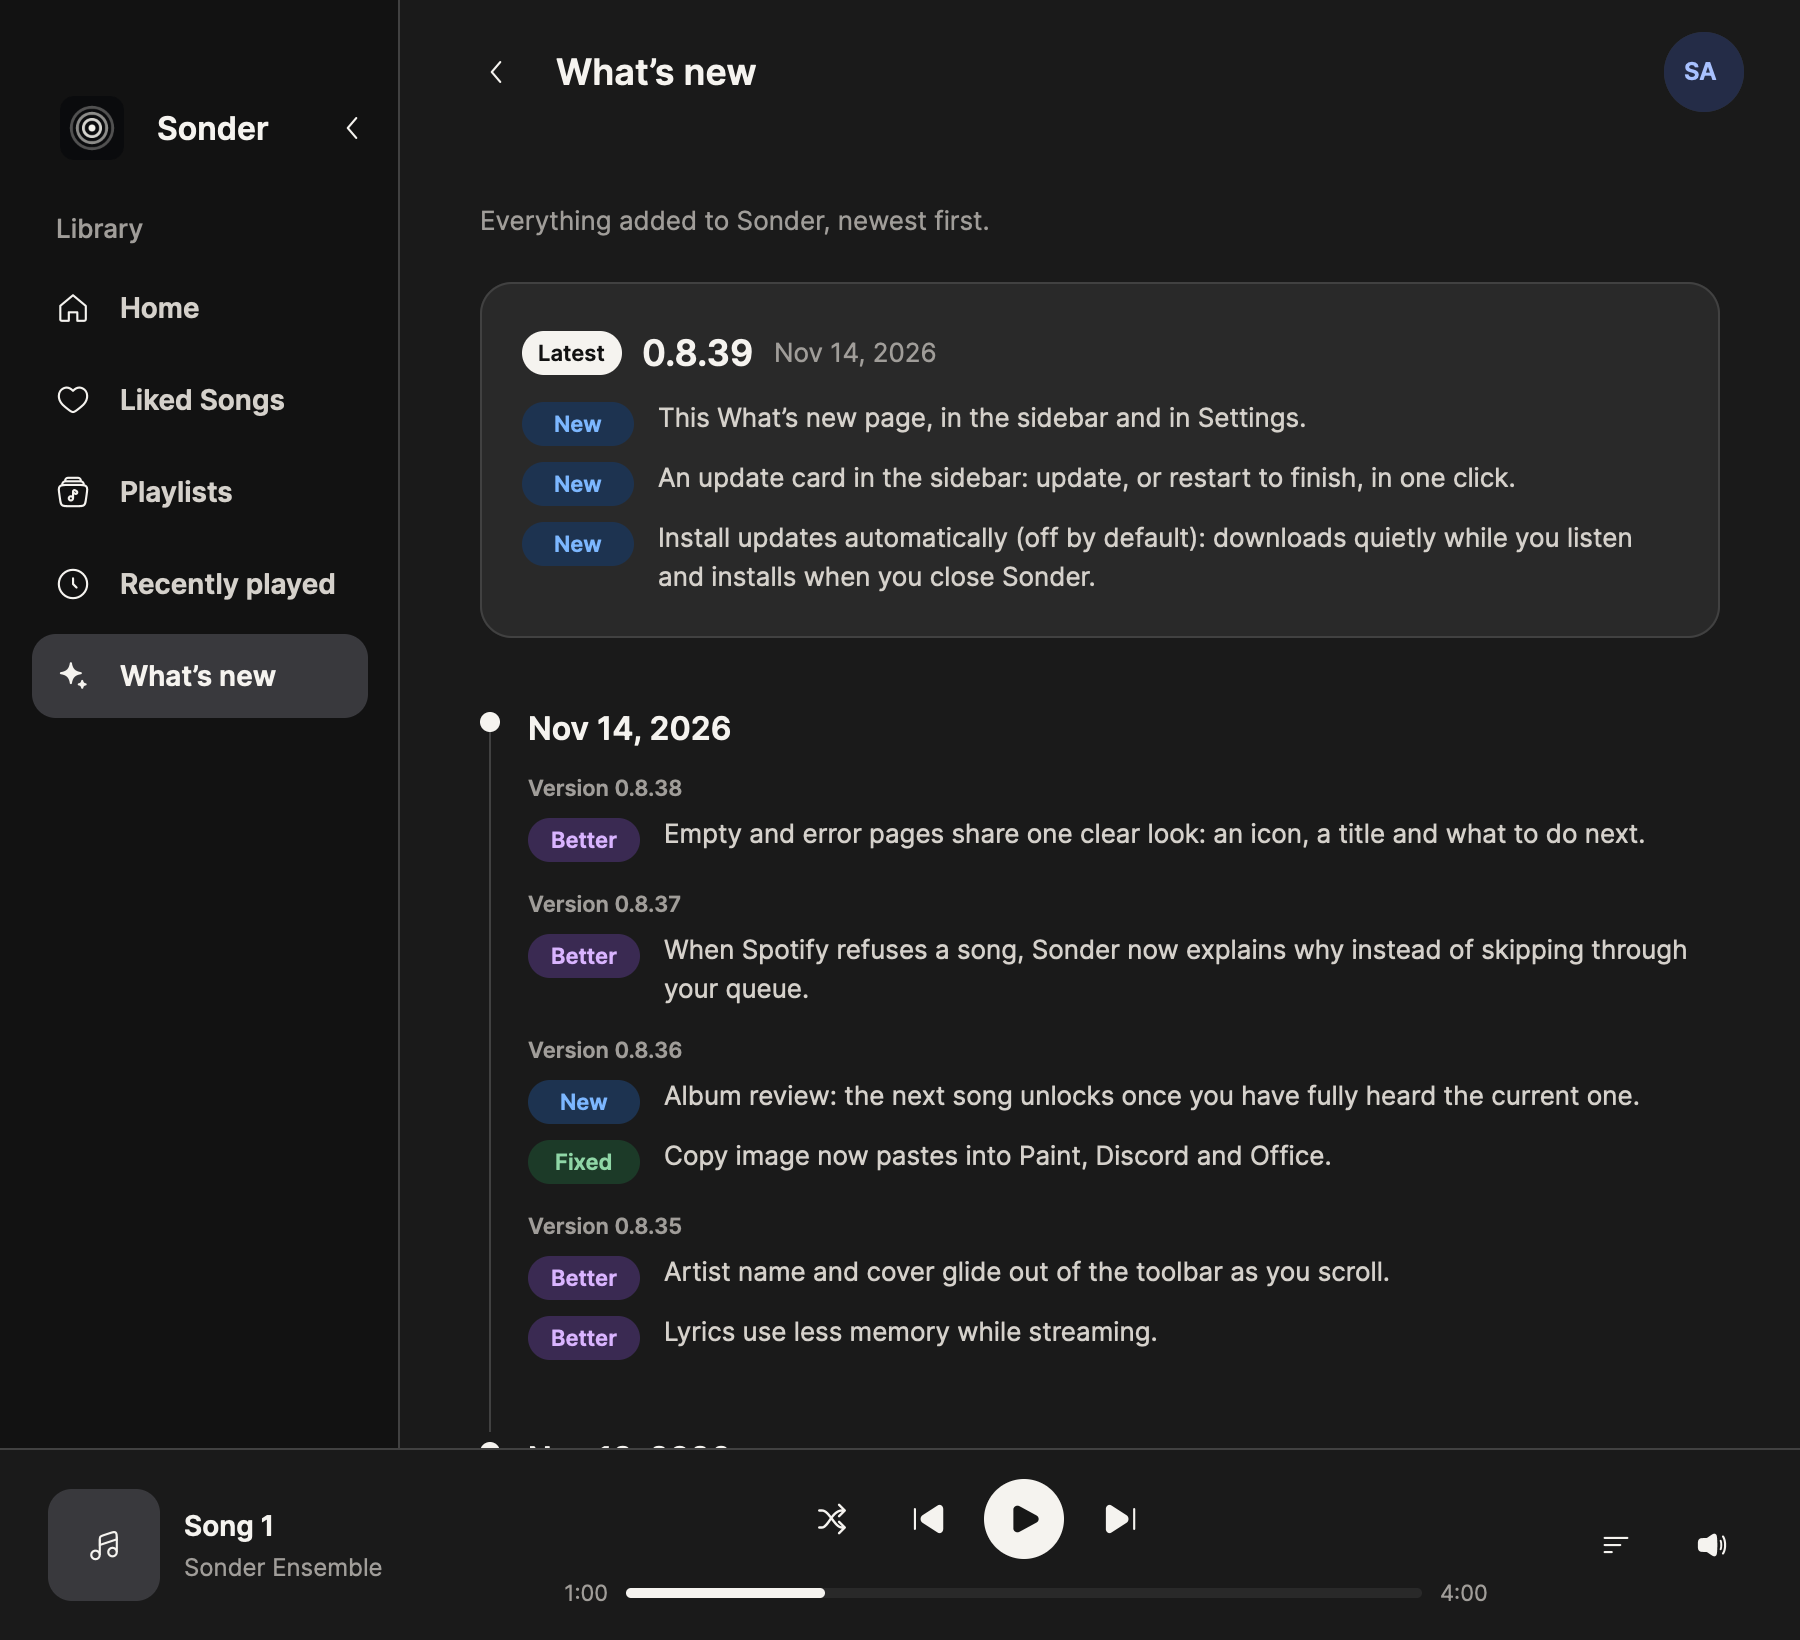 Sonder
Library
Home
Liked Songs
Playlists
Recently played
What’s new
What’s new
SA
Everything added to Sonder, newest first.
Latest 0.8.39 Nov 14, 2026
New This What’s new page, in the sidebar and in Settings.
New An update card in the sidebar: update, or restart to finish, in one click.
New Install updates automatically (off by default): downloads quietly while you listen
and installs when you close Sonder.
Nov 14, 2026
Version 0.8.38
Better Empty and error pages share one clear look: an icon, a title and what to do next.
Version 0.8.37
Better When Spotify refuses a song, Sonder now explains why instead of skipping through
your queue.
Version 0.8.36
New Album review: the next song unlocks once you have fully heard the current one.
Fixed Copy image now pastes into Paint, Discord and Office.
Version 0.8.35
Better Artist name and cover glide out of the toolbar as you scroll.
Better Lyrics use less memory while streaming.
Song 1
Sonder Ensemble
1:00
4:00